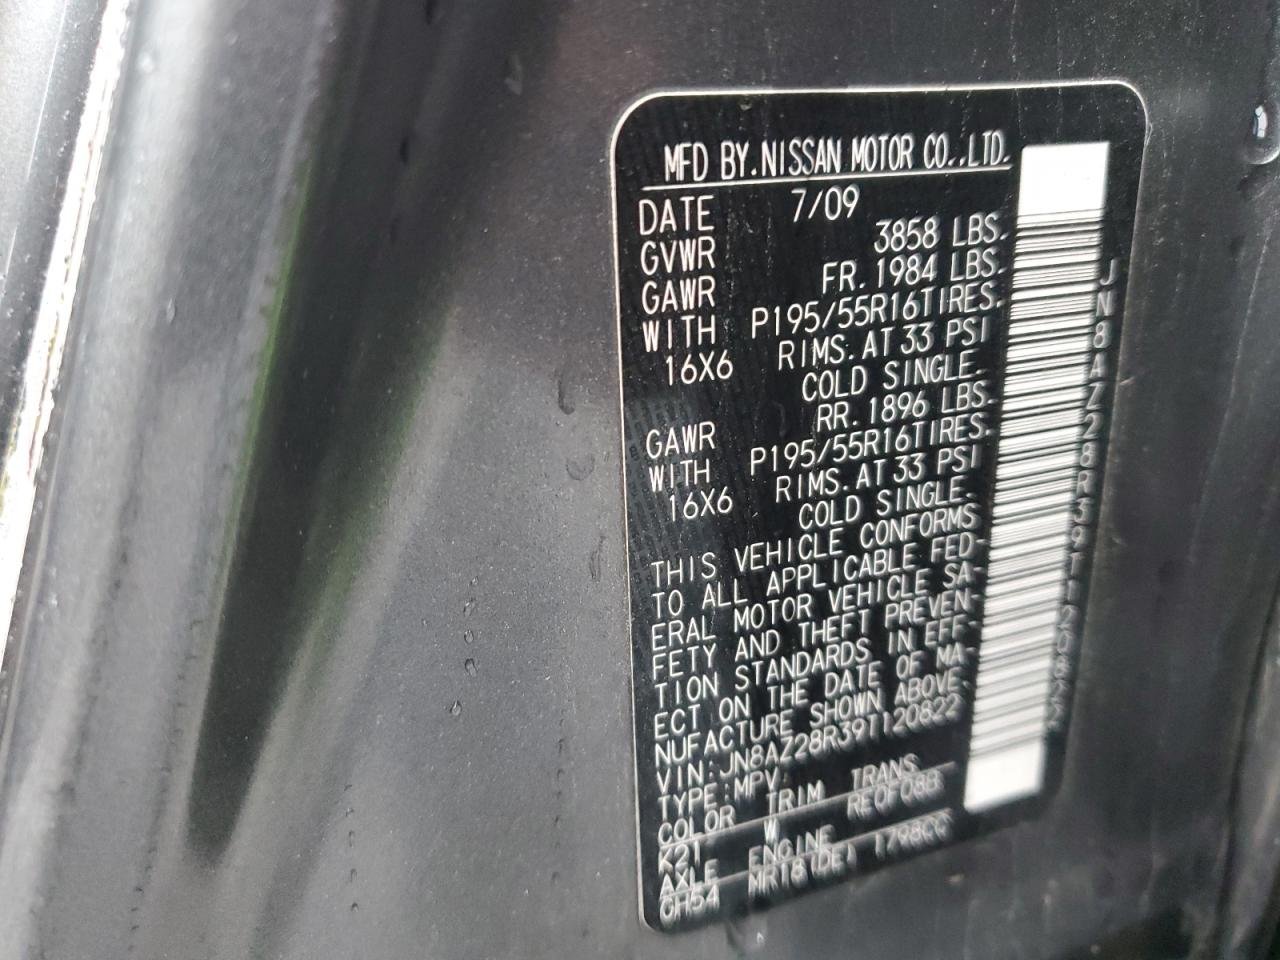 MFD BY. NISSAN MOTOR CO., LTD.
DATE 7/09
GVWR 3858 LBS.
GAWR FR. 1984 LBS.
WITH P195/55R16TIRES.
16X6 RIMS. AT 33 PSI
COLD SINGLE.
GAWR RR. 1896 LBS.
WITH P195/55R16TIRES.
16X6 RIMS. AT 33 PSI
COLD SINGLE.
THIS VEHICLE CONFORMS
TO ALL APPLICABLE FED-
ERAL MOTOR VEHICLE SA-
FETY AND THEFT PREVEN-
TION STANDARDS IN EFF-
ECT ON THE DATE OF MA-
NUFACTURE SHOWN ABOVE.
VIN:JN8AZ28R39T120822
TYPE:MPV
COLOR TRIM TRANS
K21 W RE0F08B
AXLE ENGINE
GH54 MR18(DE) 1798CC
JN8AZ28R39T120822